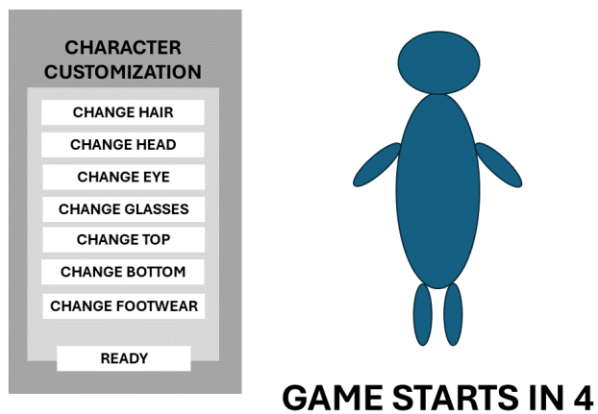 CHARACTER
CUSTOMIZATION
CHANGE HAIR
CHANGE HEAD
CHANGE EYE
CHANGE GLASSES
CHANGE TOP
CHANGE BOTTOM
CHANGE FOOTWEAR
READY
GAME STARTS IN 4